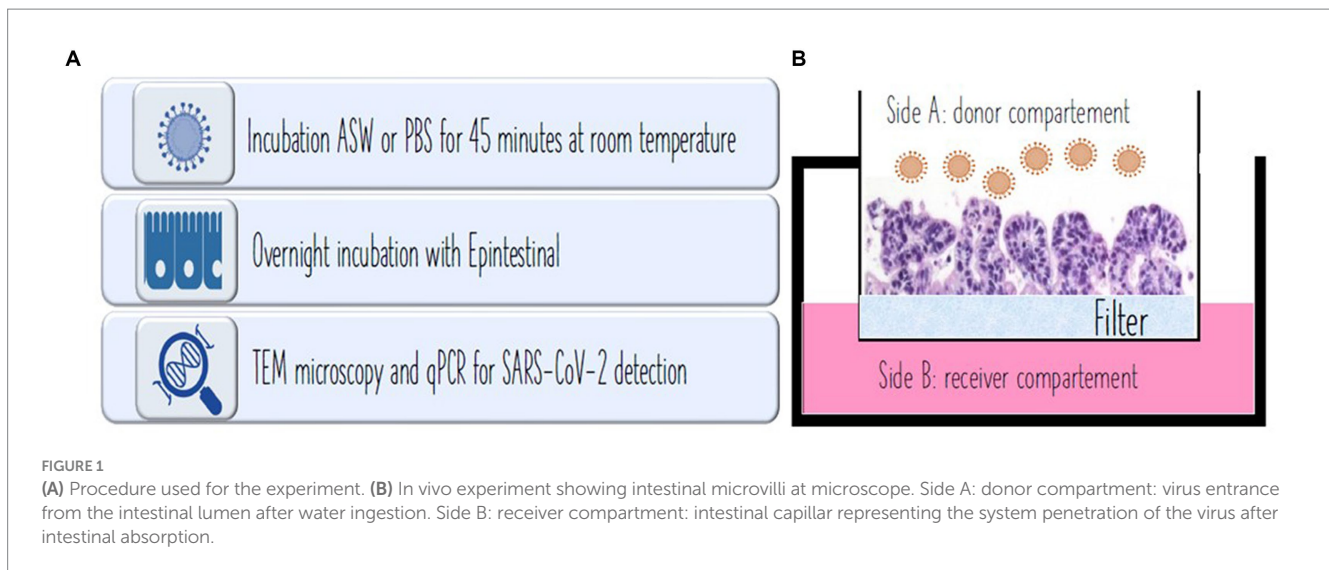 A
Incubation ASW or PBS for 45 minutes at room temperature
Overnight incubation with Epintestinal
TEM microscopy and qPCR for SARS-CoV-2 detection
B
Side A: donor compartement
Filter
Side B: receiver compartement
FIGURE 1
(A) Procedure used for the experiment. (B) In vivo experiment showing intestinal microvilli at microscope. Side A: donor compartment: virus entrance
from the intestinal lumen after water ingestion. Side B: receiver compartment: intestinal capillar representing the system penetration of the virus after
intestinal absorption.